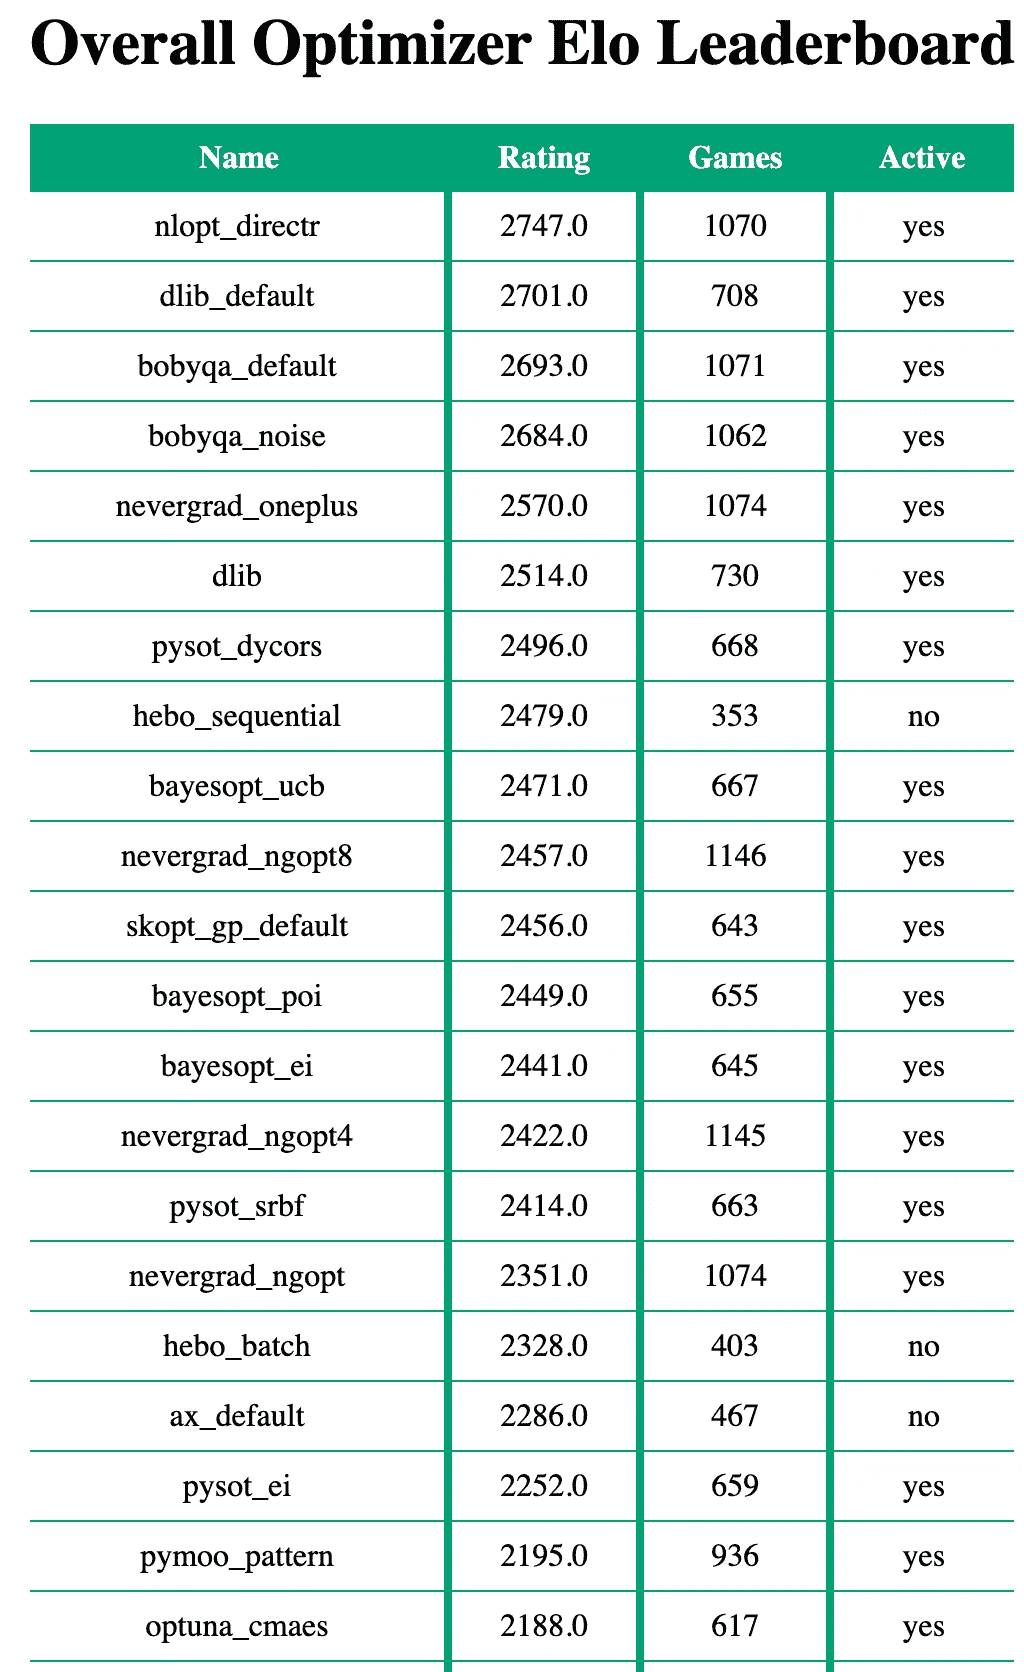 Overall Optimizer Elo Leaderboard
Name Rating Games Active
nlopt_directr 2747.0 1070 yes
dlib_default 2701.0 708 yes
bobyqa_default 2693.0 1071 yes
bobyqa_noise 2684.0 1062 yes
nevergrad_oneplus 2570.0 1074 yes
dlib 2514.0 730 yes
pysot_dycors 2496.0 668 yes
hebo_sequential 2479.0 353 no
bayesopt_ucb 2471.0 667 yes
nevergrad_ngopt8 2457.0 1146 yes
skopt_gp_default 2456.0 643 yes
bayesopt_poi 2449.0 655 yes
bayesopt_ei 2441.0 645 yes
nevergrad_ngopt4 2422.0 1145 yes
pysot_srbf 2414.0 663 yes
nevergrad_ngopt 2351.0 1074 yes
hebo_batch 2328.0 403 no
ax_default 2286.0 467 no
pysot_ei 2252.0 659 yes
pymoo_pattern 2195.0 936 yes
optuna_cmaes 2188.0 617 yes